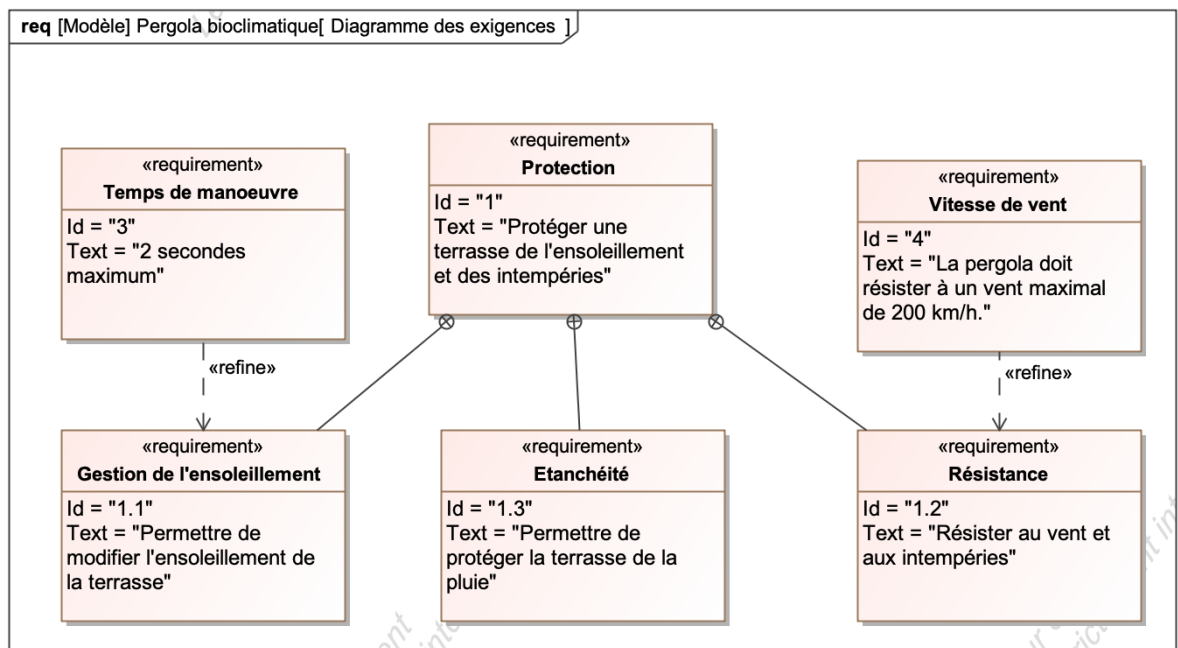 req [Modèle] Pergola bioclimatique[ Diagramme des exigences ]
«requirement»
Temps de manoeuvre
Id = "3"
Text = "2 secondes
maximum"
«requirement»
Protection
Id = "1"
Text = "Protéger une
terrasse de l'ensoleillement
et des intempéries"
«requirement»
Vitesse de vent
Id = "4"
Text = "La pergola doit
résister à un vent maximal
de 200 km/h."
«refine»
«refine»
«requirement»
Gestion de l'ensoleillement
Id = "1.1"
Text = "Permettre de
modifier l'ensoleillement de
la terrasse"
«requirement»
Etanchéité
Id = "1.3"
Text = "Permettre de
protéger la terrasse de la
pluie"
«requirement»
Résistance
Id = "1.2"
Text = "Résister au vent et
aux intempéries"